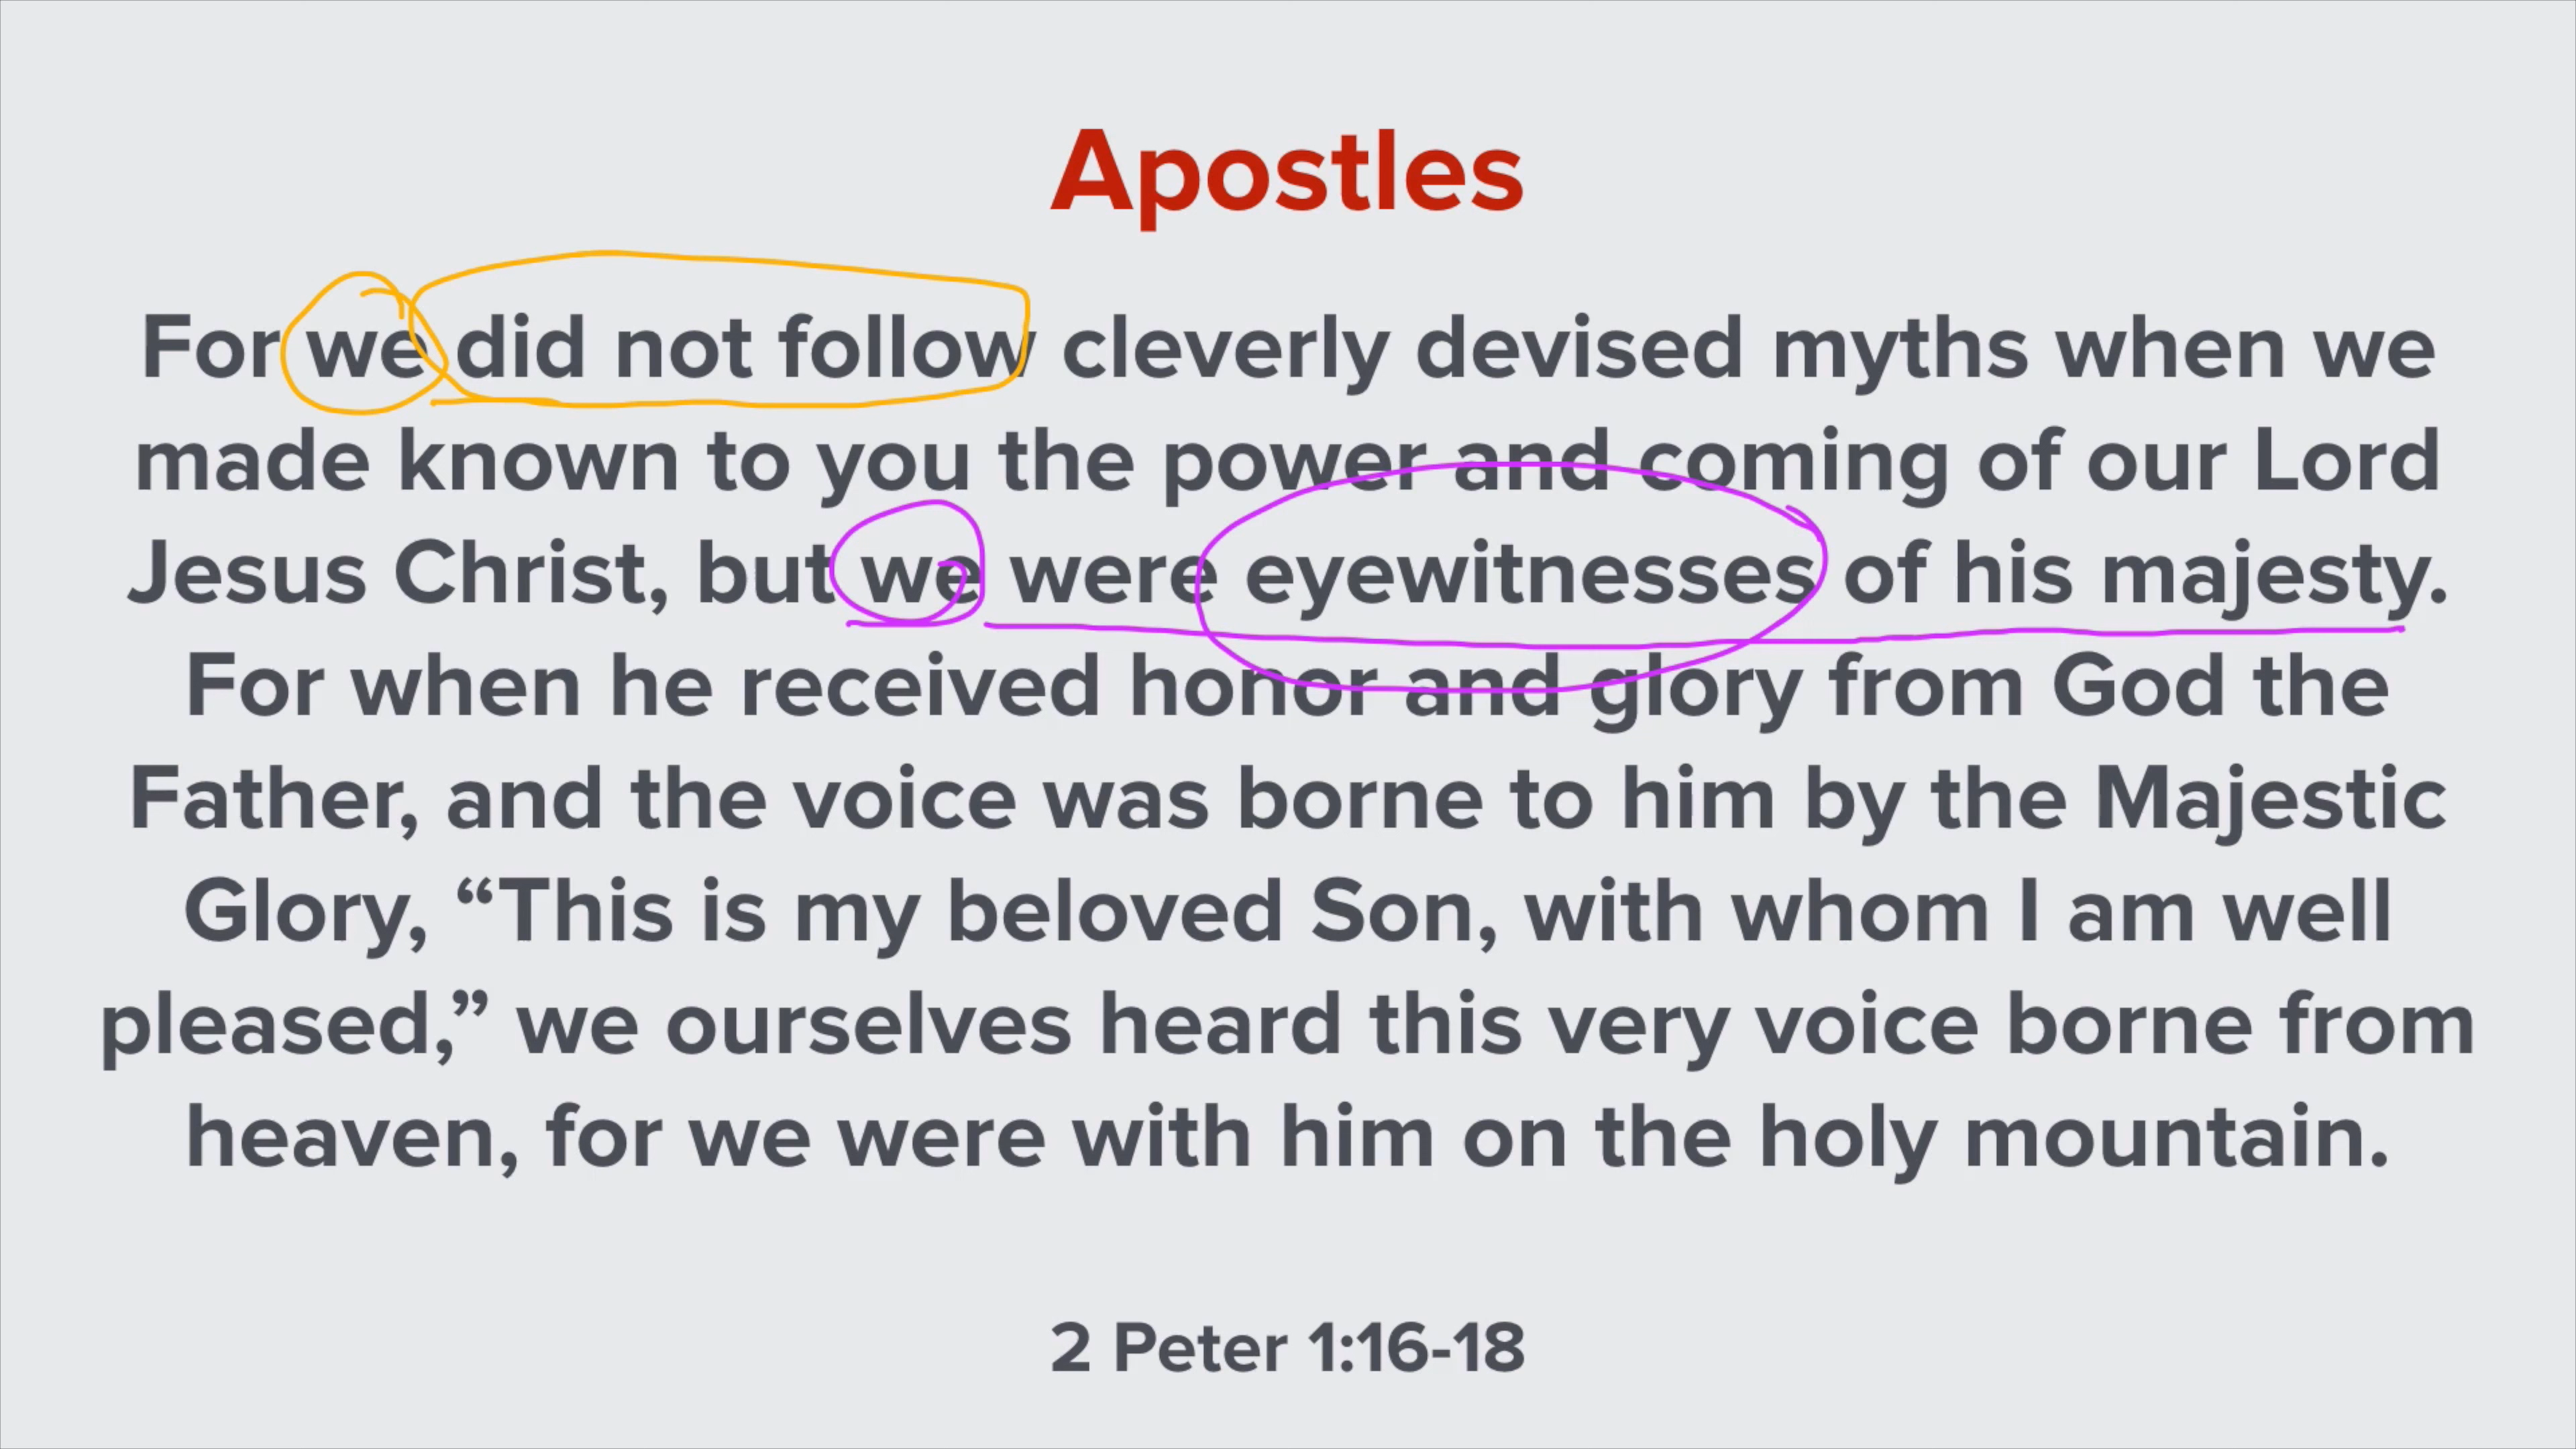 Apostles
For we did not follow cleverly devised myths when we
made known to you the power and coming of our Lord
Jesus Christ, but we were eyewitnesses of his majesty.
For when he received honor and glory from God the
Father, and the voice was borne to him by the Majestic
Glory, “This is my beloved Son, with whom I am well
pleased,” we ourselves heard this very voice borne from
heaven, for we were with him on the holy mountain.
2 Peter 1:16-18